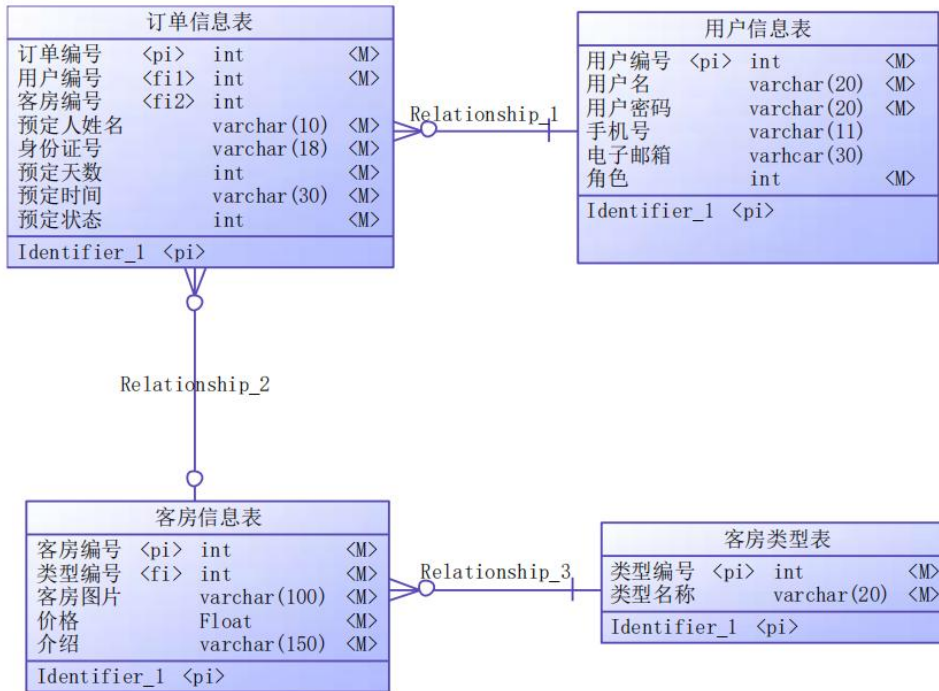 订单信息表
订单编号 <pi> int <M>
用户编号 <fi1> int <M>
客房编号 <fi2> int
预定人姓名 varchar(10) <M>
身份证号 varchar(18) <M>
预定天数 int <M>
预定时间 varchar(30) <M>
预定状态 int <M>
Identifier_1 <pi>
Relationship_1
用户信息表
用户编号 <pi> int <M>
用户名 varchar(20) <M>
用户密码 varchar(20) <M>
手机号 varchar(11)
电子邮箱 varhcar(30)
角色 int <M>
Identifier_1 <pi>
Relationship_2
客房信息表
客房编号 <pi> int <M>
类型编号 <fi> int <M>
客房图片 varchar(100) <M>
价格 Float <M>
介绍 varchar(150) <M>
Identifier_1 <pi>
Relationship_3
客房类型表
类型编号 <pi> int <M>
类型名称 varchar(20) <M>
Identifier_1 <pi>